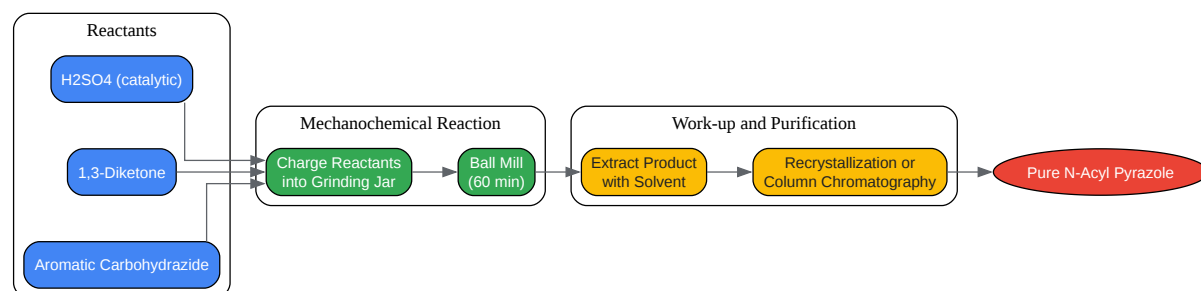 Reactants
H2SO4 (catalytic)
1,3-Diketone
Aromatic Carbohydrazide
Mechanochemical Reaction
Charge Reactants
into Grinding Jar
Ball Mill
(60 min)
Work-up and Purification
Extract Product
with Solvent
Recrystallization or
Column Chromatography
Pure N-Acyl Pyrazole